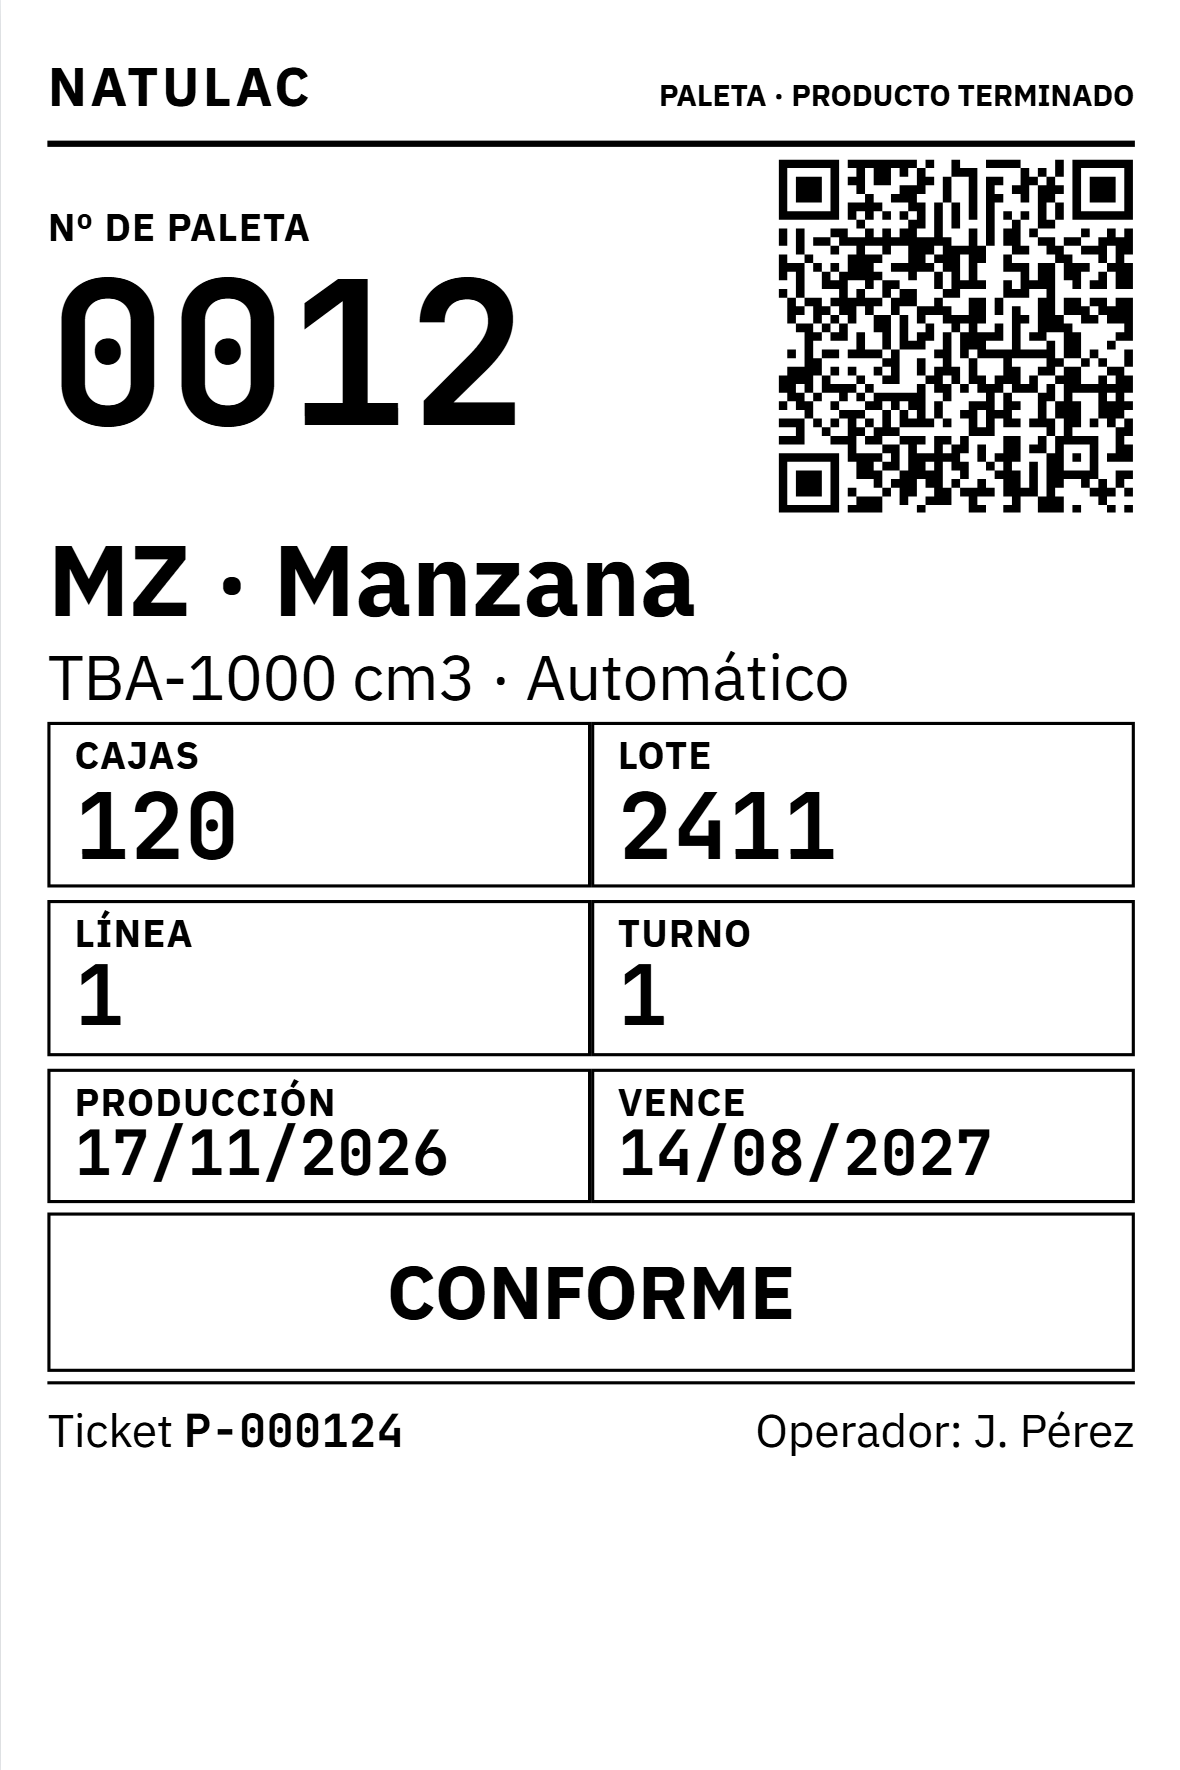 NATULAC
PALETA · PRODUCTO TERMINADO
Nº DE PALETA
0012
MZ · Manzana
TBA-1000 cm3 · Automático
CAJAS
120
LOTE
2411
LÍNEA
1
TURNO
1
PRODUCCIÓN
17/11/2026
VENCE
14/08/2027
CONFORME
Ticket P-000124
Operador: J. Pérez